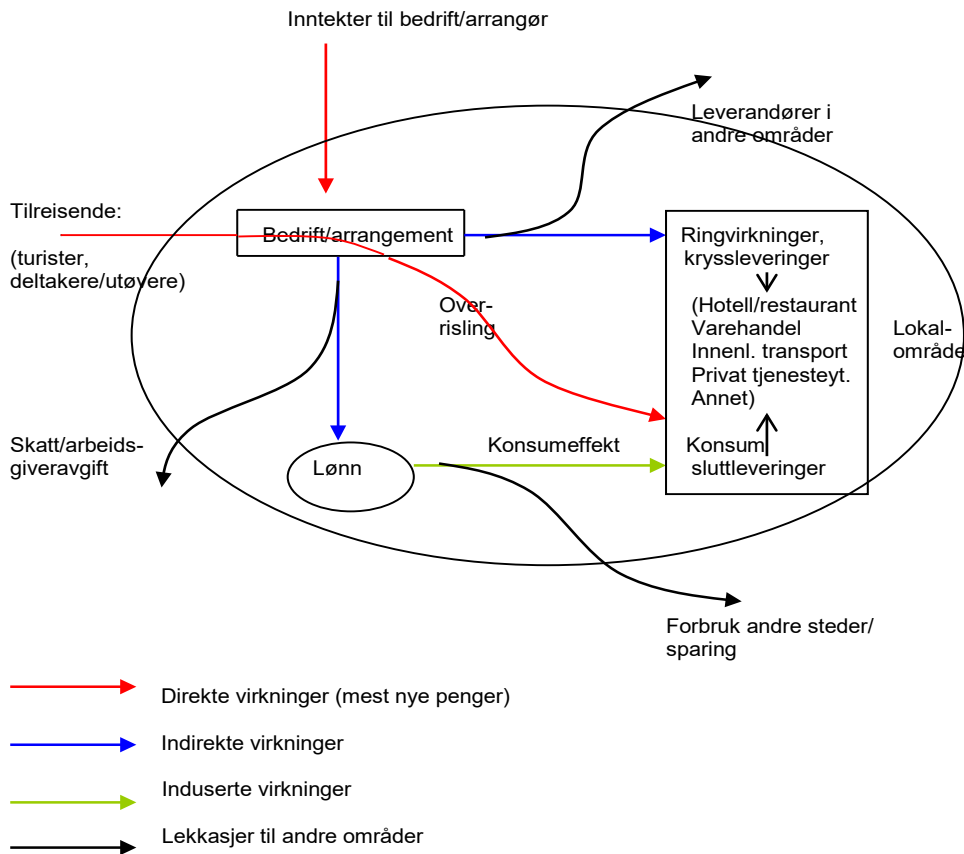 Inntekter til bedrift/arrangør
Leverandører i
andre områder
Tilreisende:
(turister,
deltakere/utøvere)
Bedrift/arrangement
Ringvirkninger,
kryssleveringer
(Hotell/restaurant
Varehandel
Innenl. transport
Privat tjenesteyt.
Annet)
Over-
risling
Lokal-
område
Skatt/arbeids-
giveravgift
Lønn
Konsumeffekt
Konsum
sluttleveringer
Forbruk andre steder/
sparing
Direkte virkninger (mest nye penger)
Indirekte virkninger
Induserte virkninger
Lekkasjer til andre områder